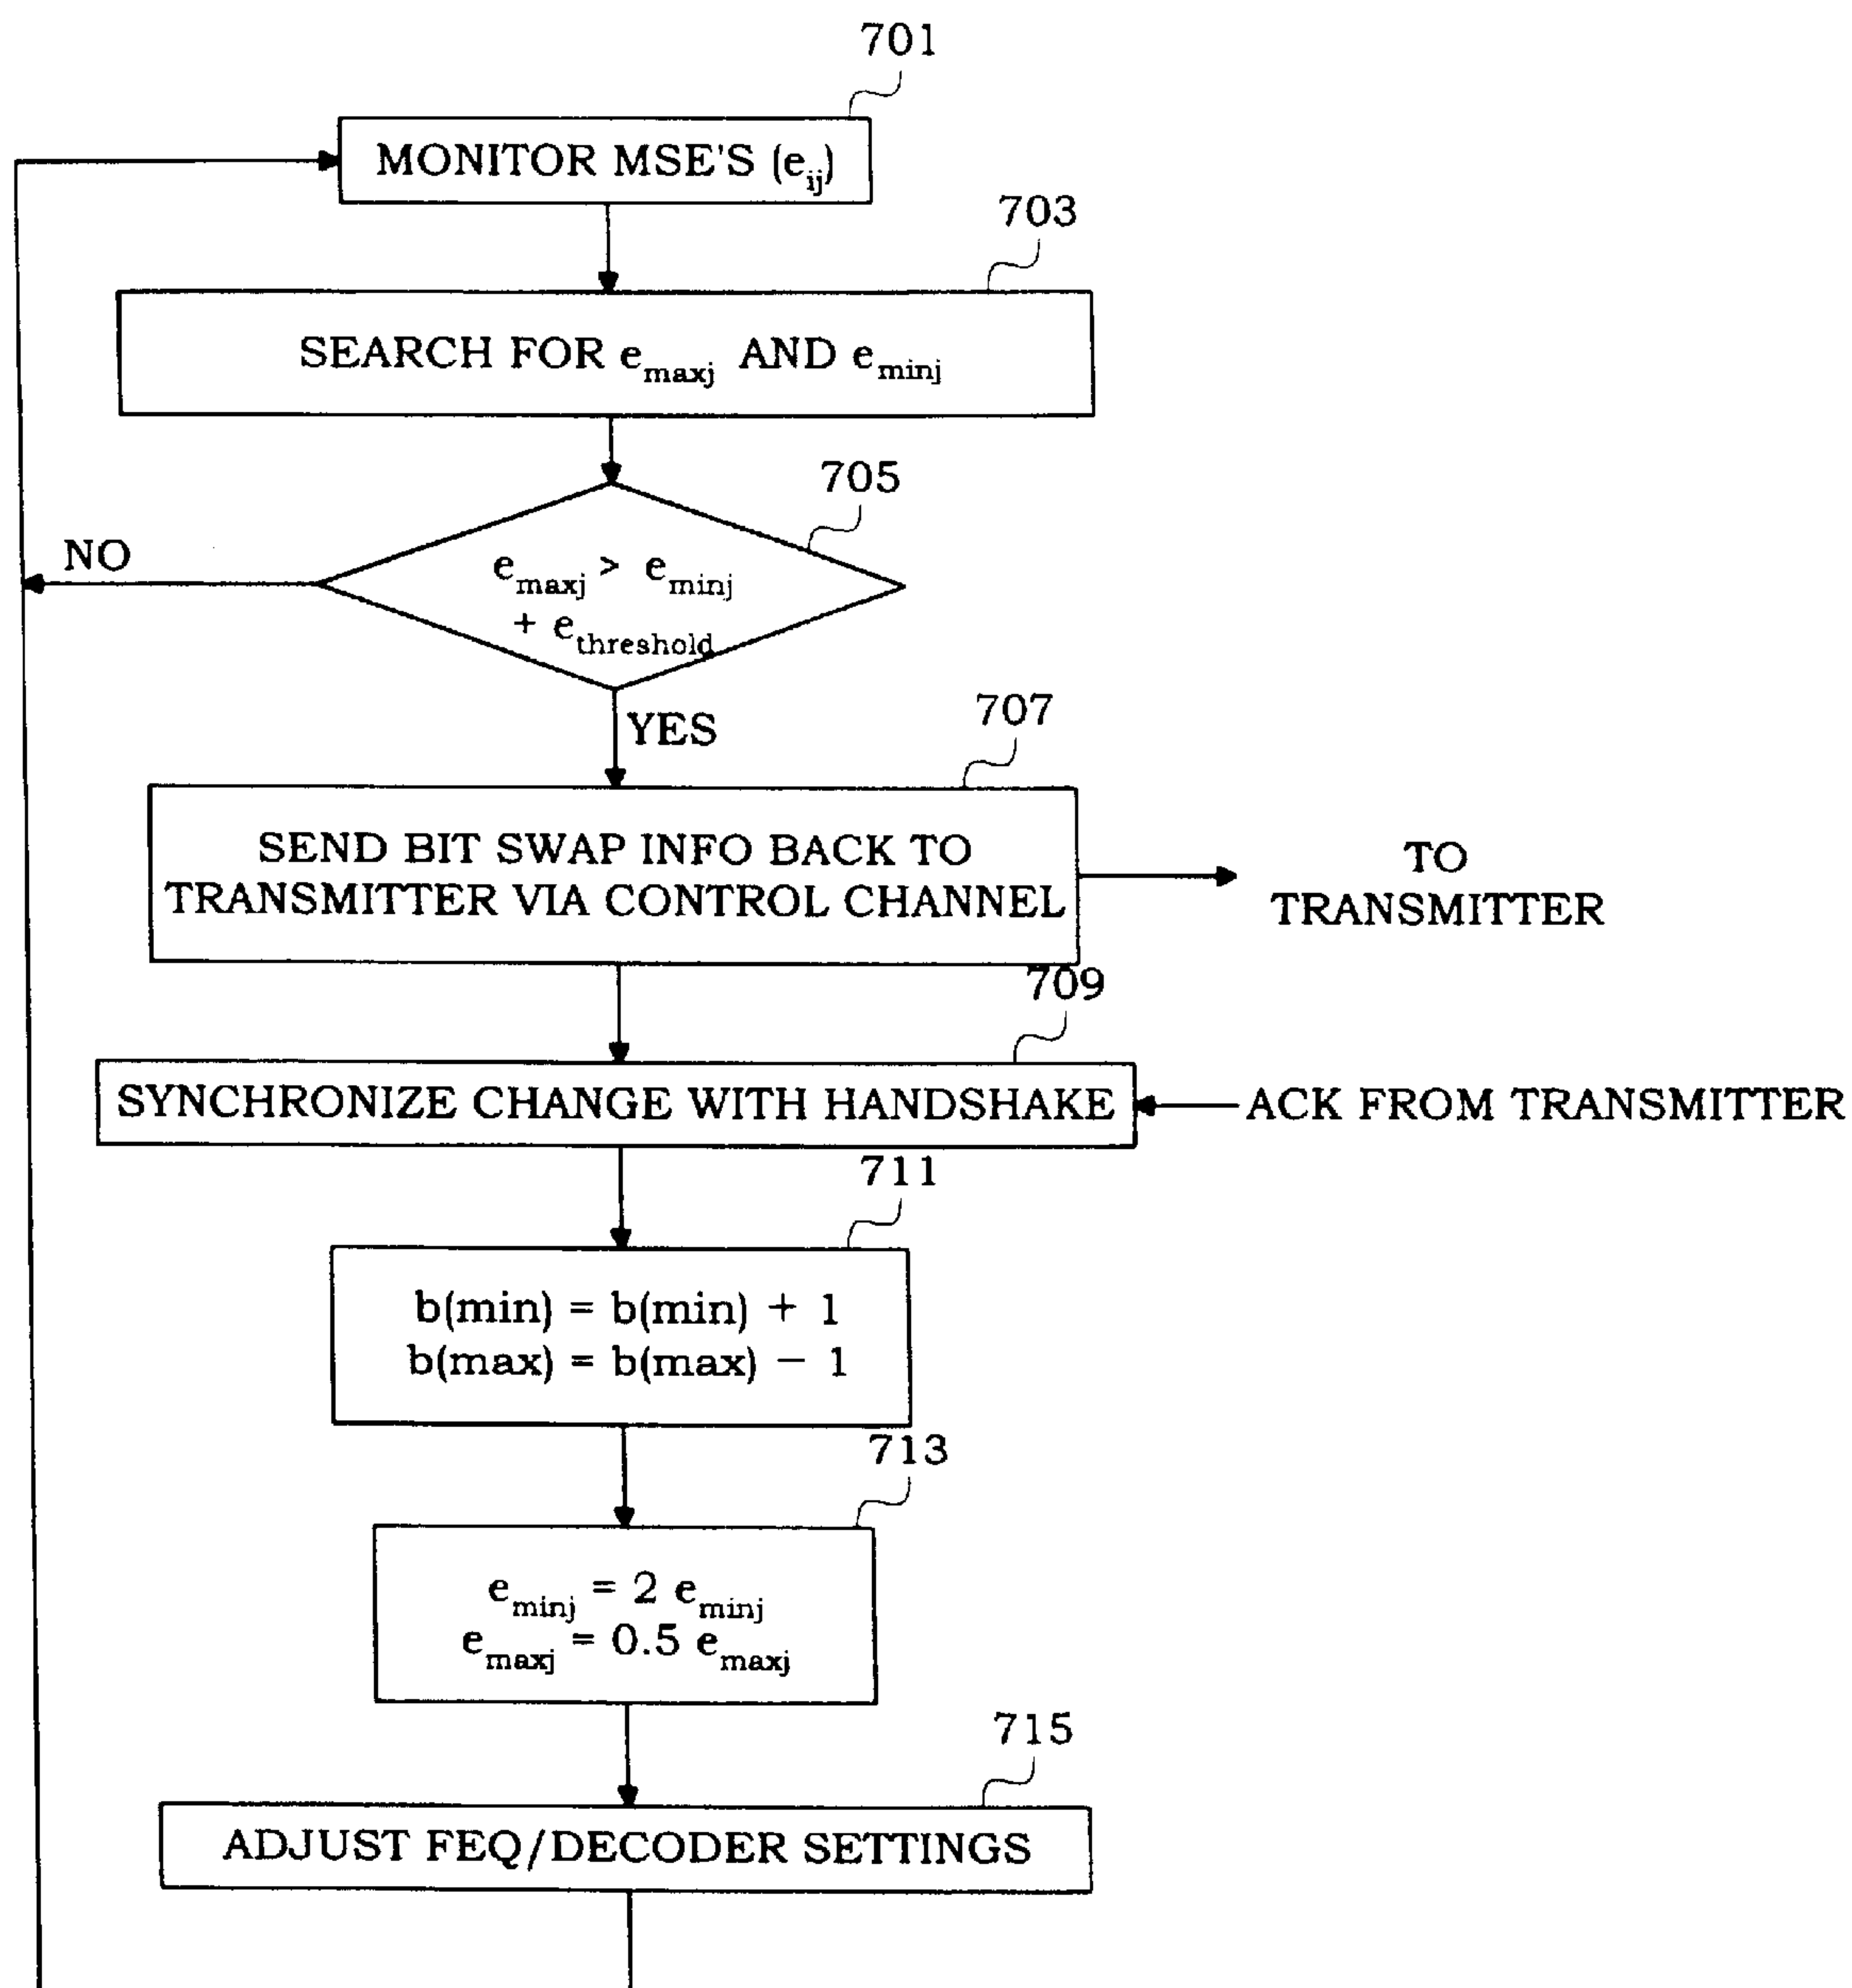 701
MONITOR MSE'S (e_ij)
703
SEARCH FOR e_maxj AND e_minj
705
NO
e_maxj > e_minj
+ e_threshold
YES
707
SEND BIT SWAP INFO BACK TO
TRANSMITTER VIA CONTROL CHANNEL
TO
TRANSMITTER
709
SYNCHRONIZE CHANGE WITH HANDSHAKE
ACK FROM TRANSMITTER
711
b(min) = b(min) + 1
b(max) = b(max) − 1
713
e_minj = 2 e_minj
e_maxj = 0.5 e_maxj
715
ADJUST FEQ/DECODER SETTINGS